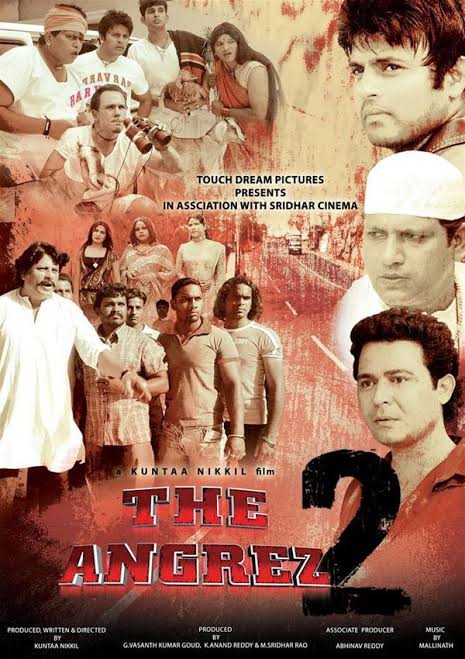 TOUCH DREAM PICTURES
PRESENTS
IN ASSCIATION WITH SRIDHAR CINEMA
a KUNTAA NIKKIL film
THE
ANGREZ 2
PRODUCED, WRITTEN & DIRECTED
BY
KUNTAA NIKKIL
PRODUCED
BY
G.VASANTH KUMAR GOUD, K.ANAND REDDY & M.SRIDHAR RAO
ASSOCIATE PRODUCER
ABHINAV REDDY
MUSIC
BY
MALLINATH